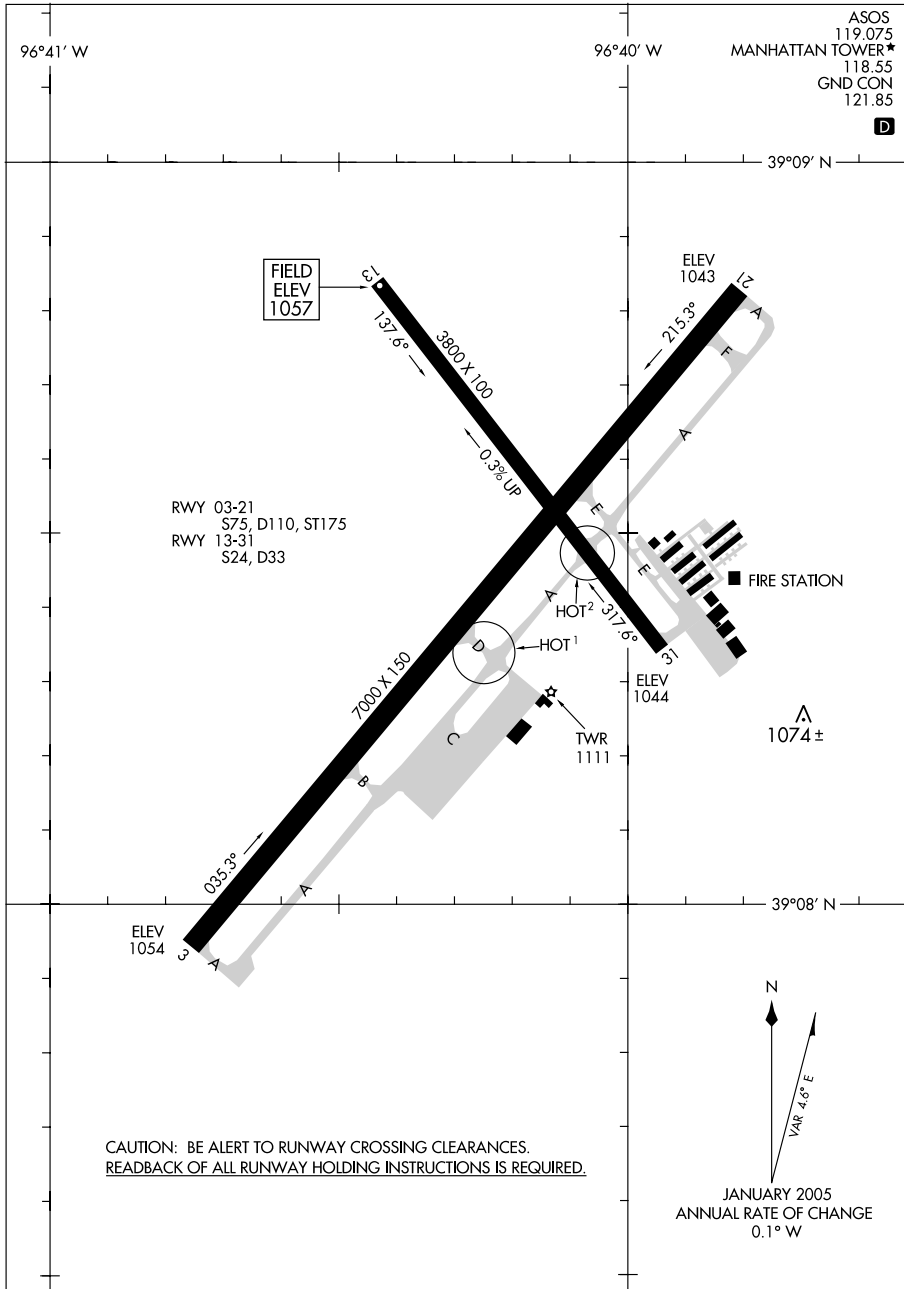 ASOS
119.075
MANHATTAN TOWER★
118.55
GND CON
121.85
D
96°41' W
96°40' W
39°09' N
FIELD
ELEV
1057
13
137.6°
3800 X 100
0.3% UP
ELEV
1043
21
215.3°
A
F
A
RWY 03-21
S75, D110, ST175
RWY 13-31
S24, D33
E
E
FIRE STATION
A
HOT²
317.6°
31
ELEV
1044
D
HOT¹
7000 X 150
C
TWR
1111
1074 ±
B
035.3°
A
39°08' N
ELEV
1054
3
A
N
VAR 4.6° E
CAUTION: BE ALERT TO RUNWAY CROSSING CLEARANCES.
READBACK OF ALL RUNWAY HOLDING INSTRUCTIONS IS REQUIRED.
JANUARY 2005
ANNUAL RATE OF CHANGE
0.1° W